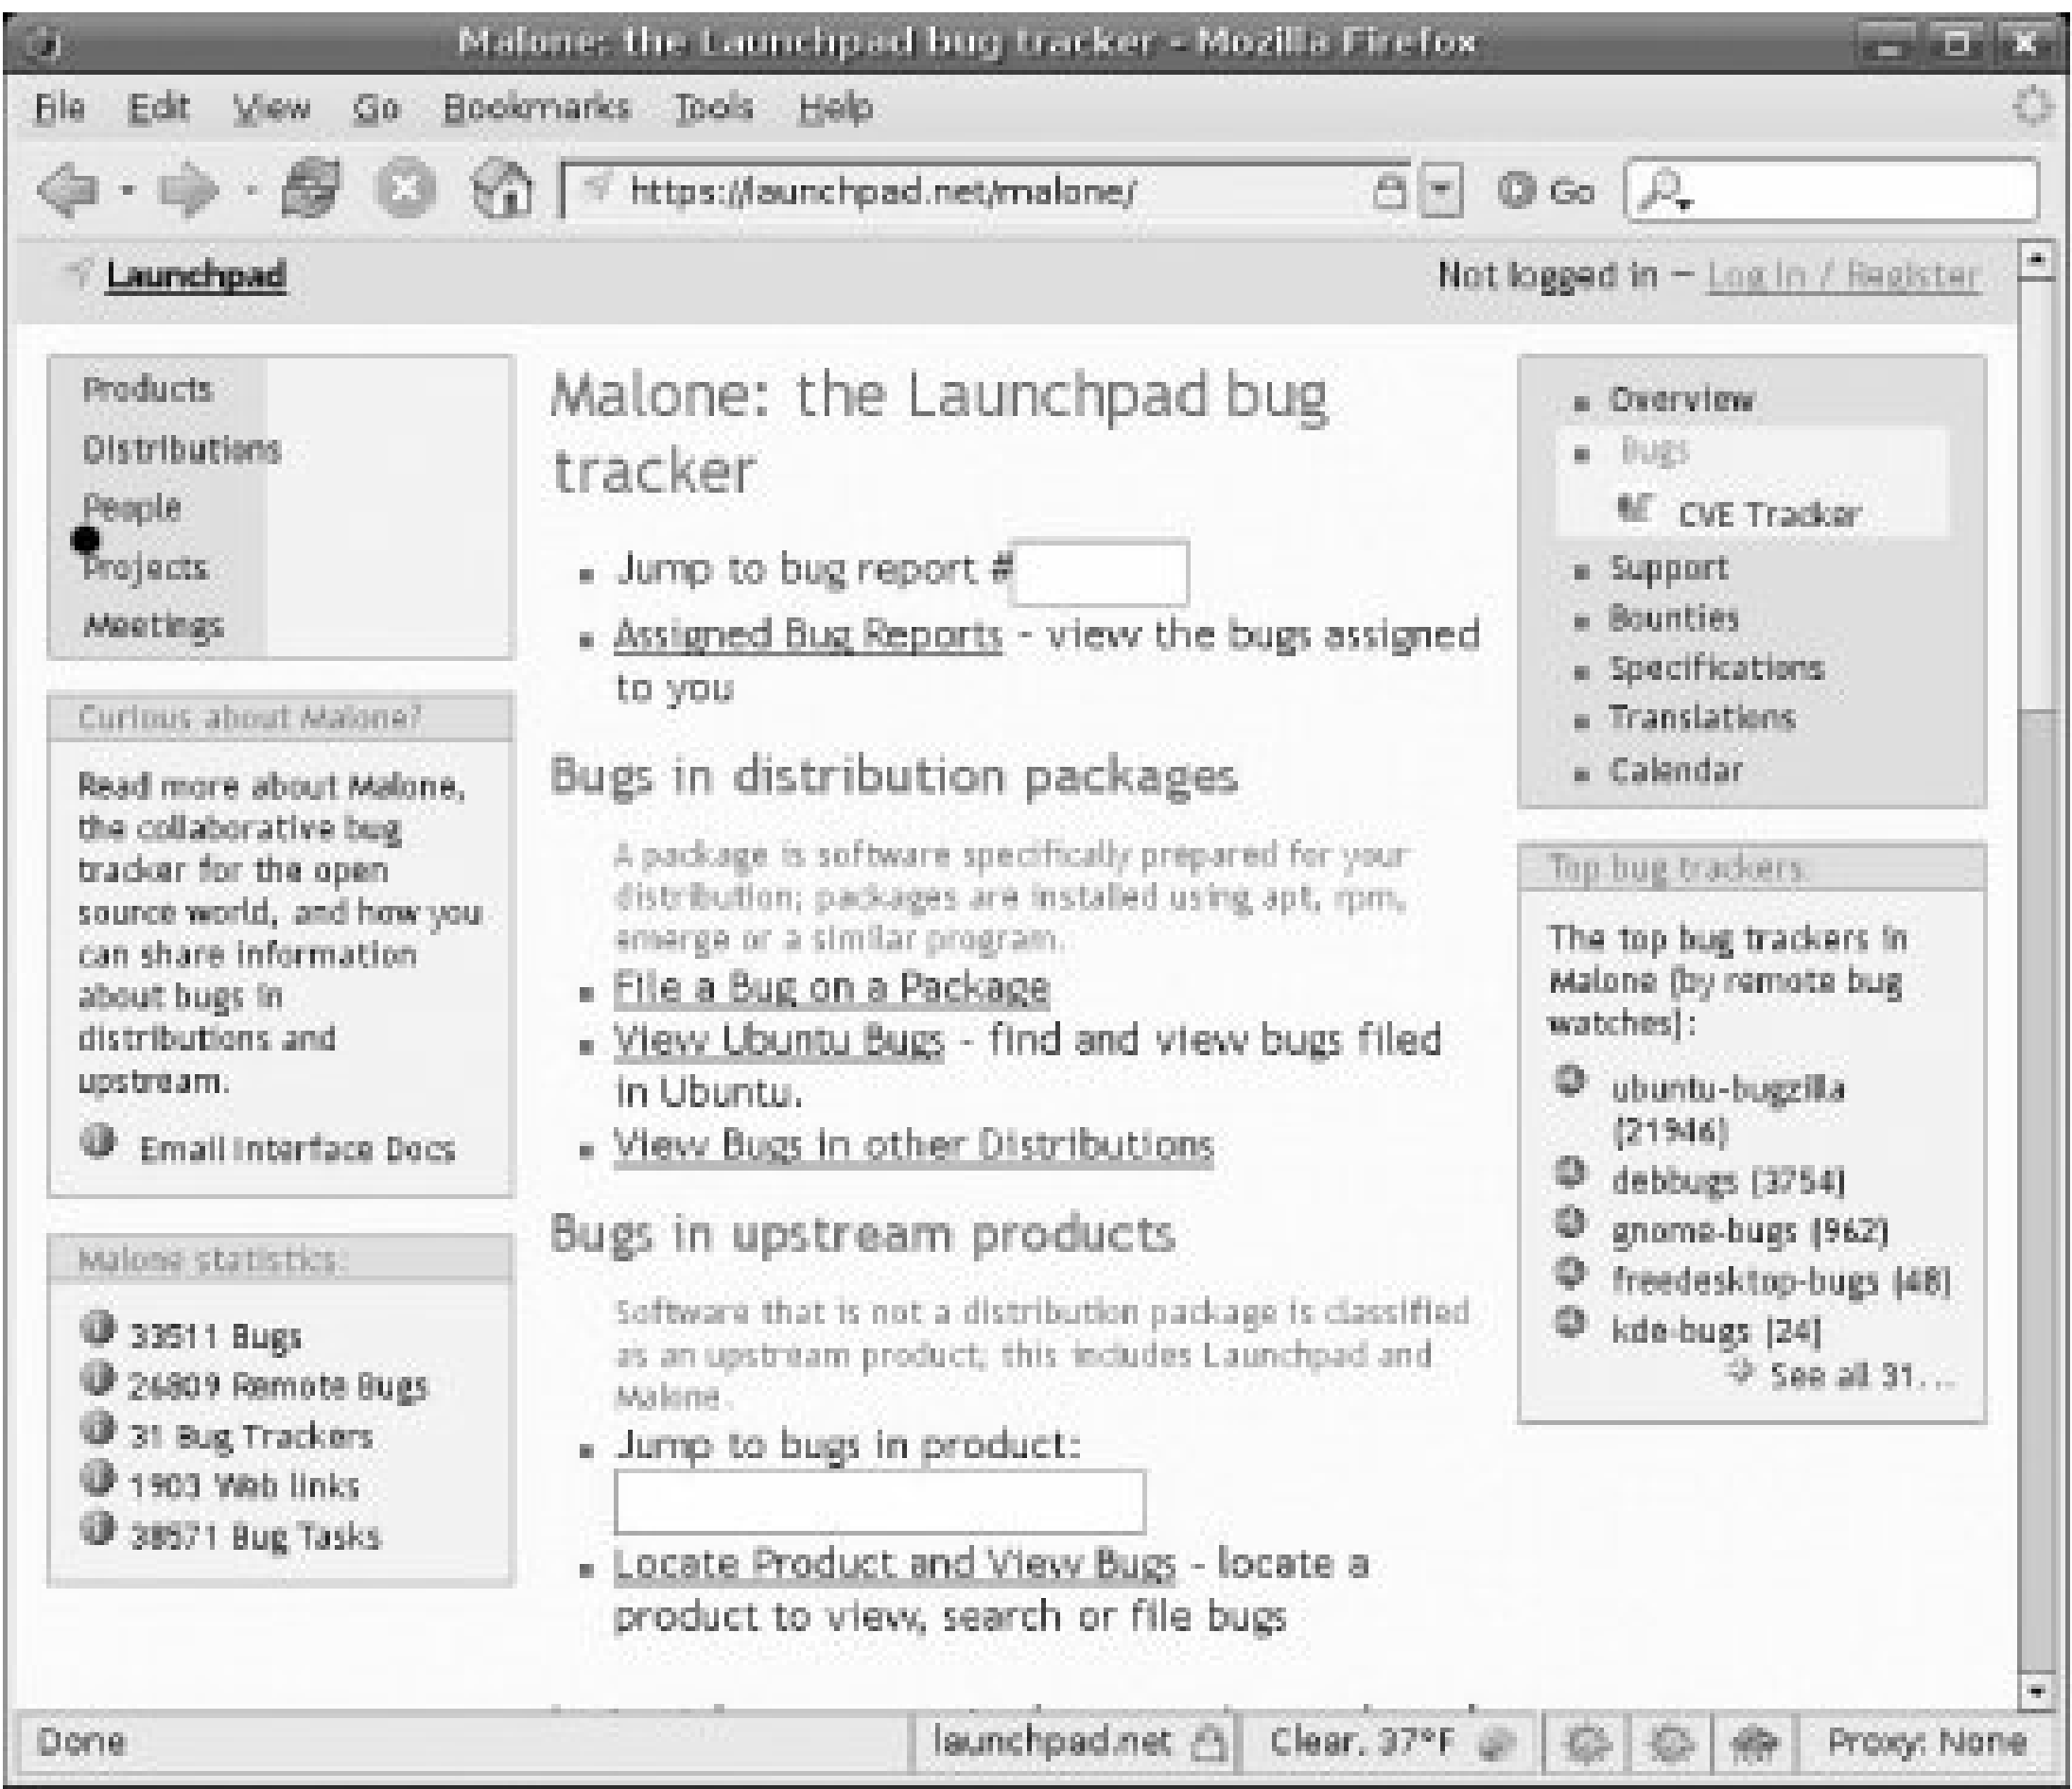 Malone: the Launchpad bug tracker - Mozilla Firefox
File Edit View Go Bookmarks Tools Help
https://launchpad.net/malone/ Go
Launchpad
Not logged in — Log in / Register
Products
Distributions
People
Projects
Meetings
Curious about Malone?
Read more about Malone,
the collaborative bug
tracker for the open
source world, and how you
can share information
about bugs in
distributions and
upstream.
Email Interface Docs
Malone statistics:
33511 Bugs
26809 Remote Bugs
31 Bug Trackers
1903 Web links
38571 Bug Tasks
Malone: the Launchpad bug
tracker
Jump to bug report #
Assigned Bug Reports - view the bugs assigned
to you
Bugs in distribution packages
A package is software specifically prepared for your
distribution; packages are installed using apt, rpm,
emerge or a similar program.
File a Bug on a Package
View Ubuntu Bugs - find and view bugs filed
in Ubuntu.
View Bugs in other Distributions
Bugs in upstream products
Software that is not a distribution package is classified
as an upstream product; this includes Launchpad and
Malone.
Jump to bugs in product:
Locate Product and View Bugs - locate a
product to view, search or file bugs
Overview
Bugs
CVE Tracker
Support
Bounties
Specifications
Translations
Calendar
Top bug trackers:
The top bug trackers in
Malone (by remote bug
watches):
ubuntu-bugzilla
(21946)
debbugs (3754)
gnome-bugs (962)
freedesktop-bugs (48)
kde-bugs (24)
See all 31...
Done
launchpad.net
Clear, 37°F
Proxy: None